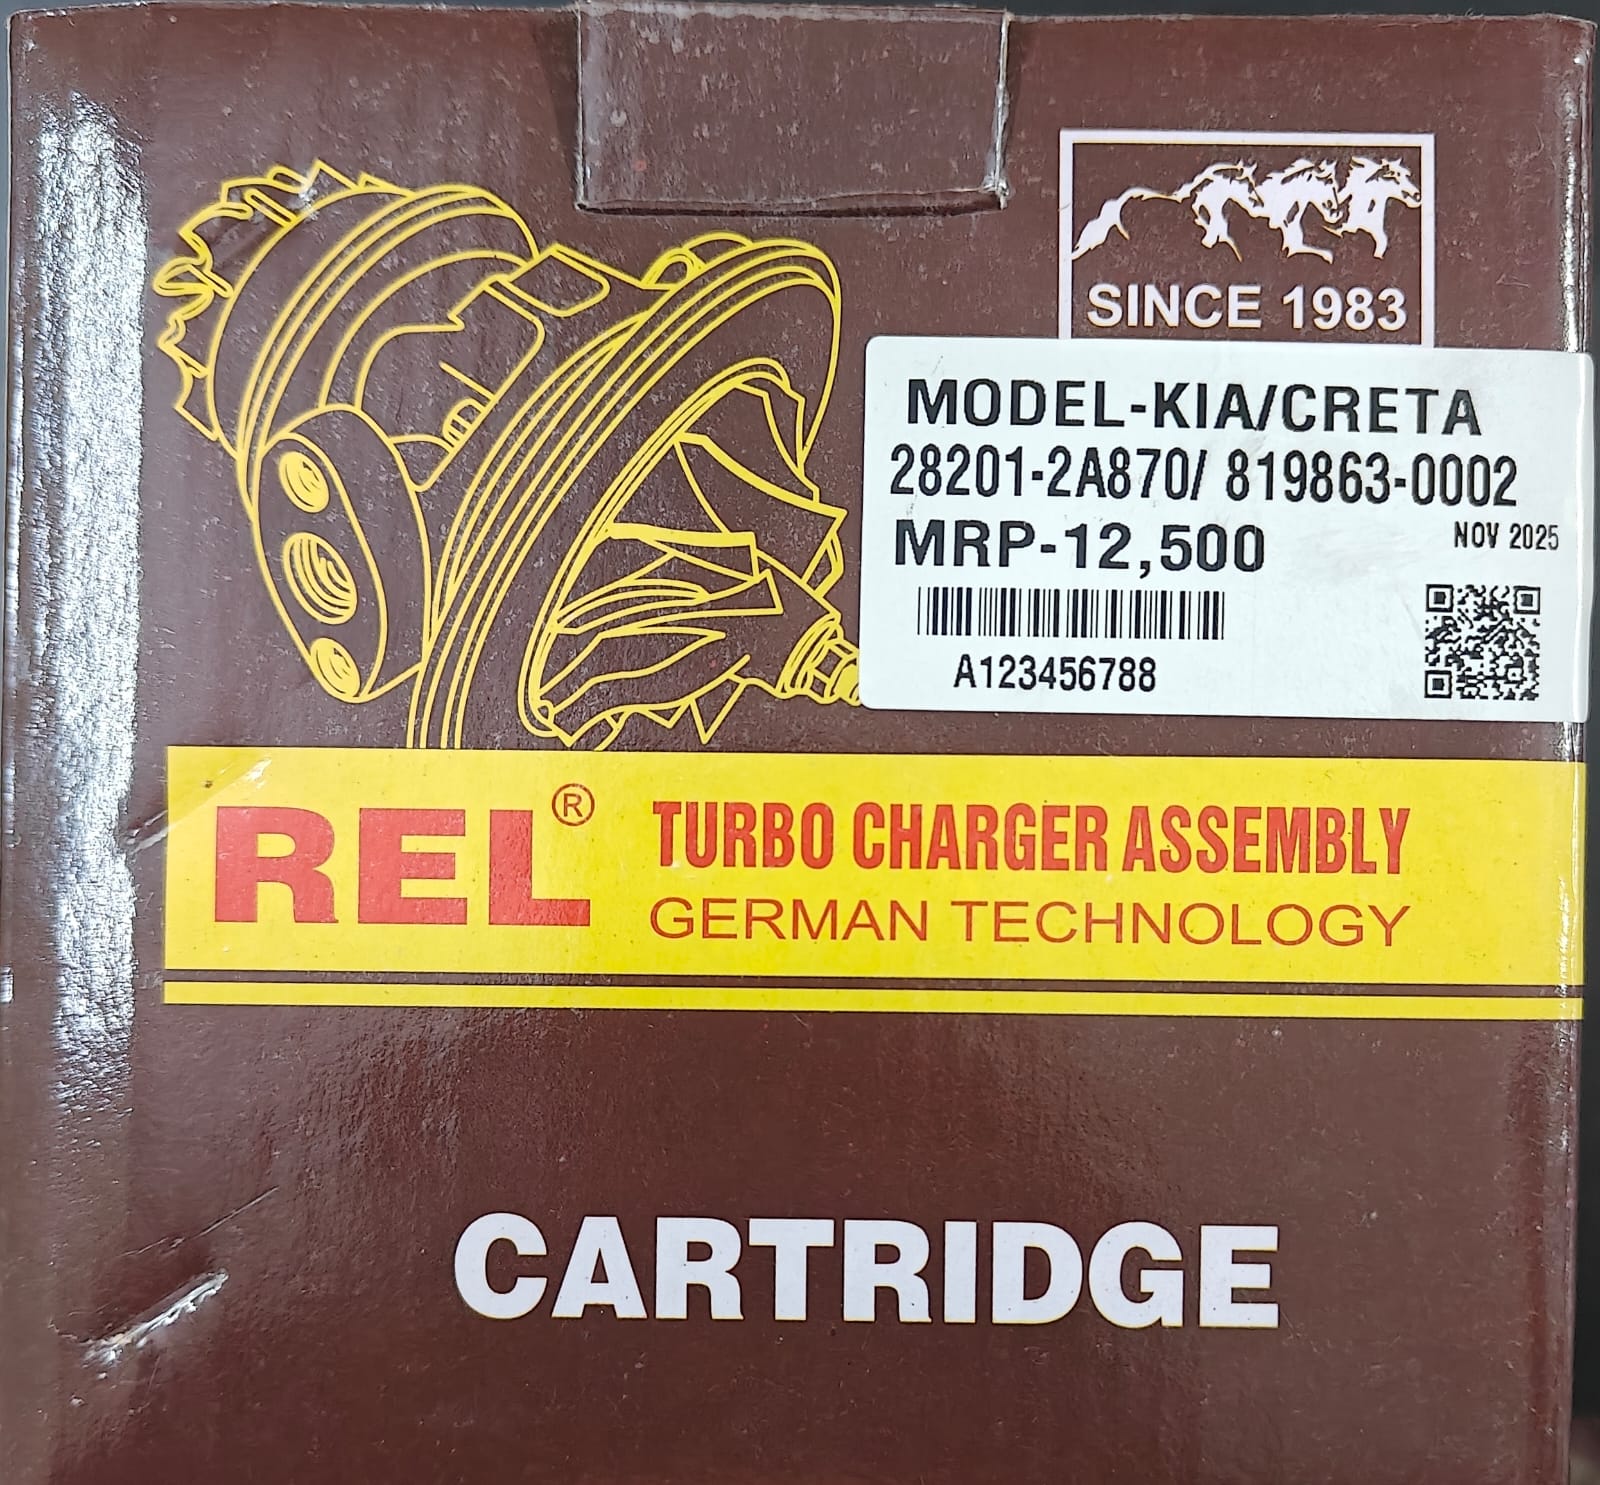 SINCE 1983
MODEL-KIA/CRETA
28201-2A870/ 819863-0002
MRP-12,500
NOV 2025
A123456788
REL®
TURBO CHARGER ASSEMBLY
GERMAN TECHNOLOGY
CARTRIDGE